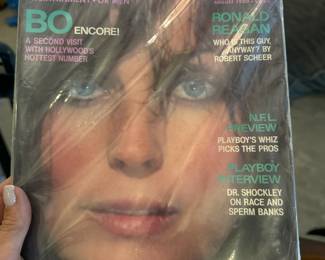 ENTERTAINMENT FOR MEN
BO ENCORE!
A SECOND VISIT
WITH HOLLYWOOD'S
HOTTEST NUMBER
RONALD
REAGAN
WHO IS THIS GUY,
ANYWAY? BY
ROBERT SCHEER
N.F.L.
PREVIEW
PLAYBOY'S WHIZ
PICKS THE PROS
PLAYBOY
INTERVIEW
DR. SHOCKLEY
ON RACE AND
SPERM BANKS